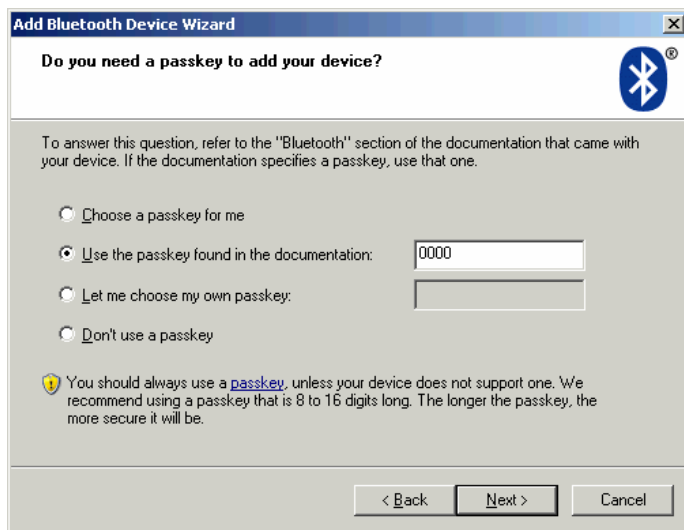 Add Bluetooth Device Wizard
Do you need a passkey to add your device?
®
To answer this question, refer to the "Bluetooth" section of the documentation that came with
your device. If the documentation specifies a passkey, use that one.
Choose a passkey for me
Use the passkey found in the documentation: 0000
Let me choose my own passkey:
Don't use a passkey
You should always use a passkey, unless your device does not support one. We
recommend using a passkey that is 8 to 16 digits long. The longer the passkey, the
more secure it will be.
< Back Next > Cancel